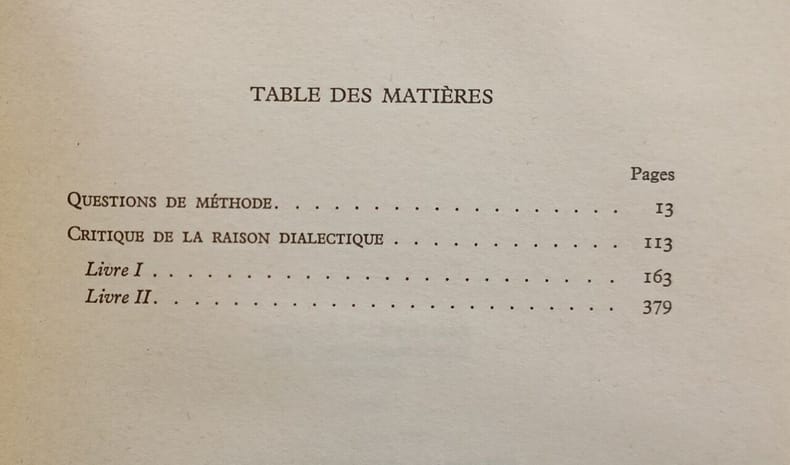 TABLE DES MATIÈRES
Pages
QUESTIONS DE MÉTHODE. . . . . . . . . . . . . . . . . . . 13
CRITIQUE DE LA RAISON DIALECTIQUE . . . . . . . . . . . . 113
Livre I . . . . . . . . . . . . . . . . . . . . . . . . . . 163
Livre II. . . . . . . . . . . . . . . . . . . . . . . . . . 379